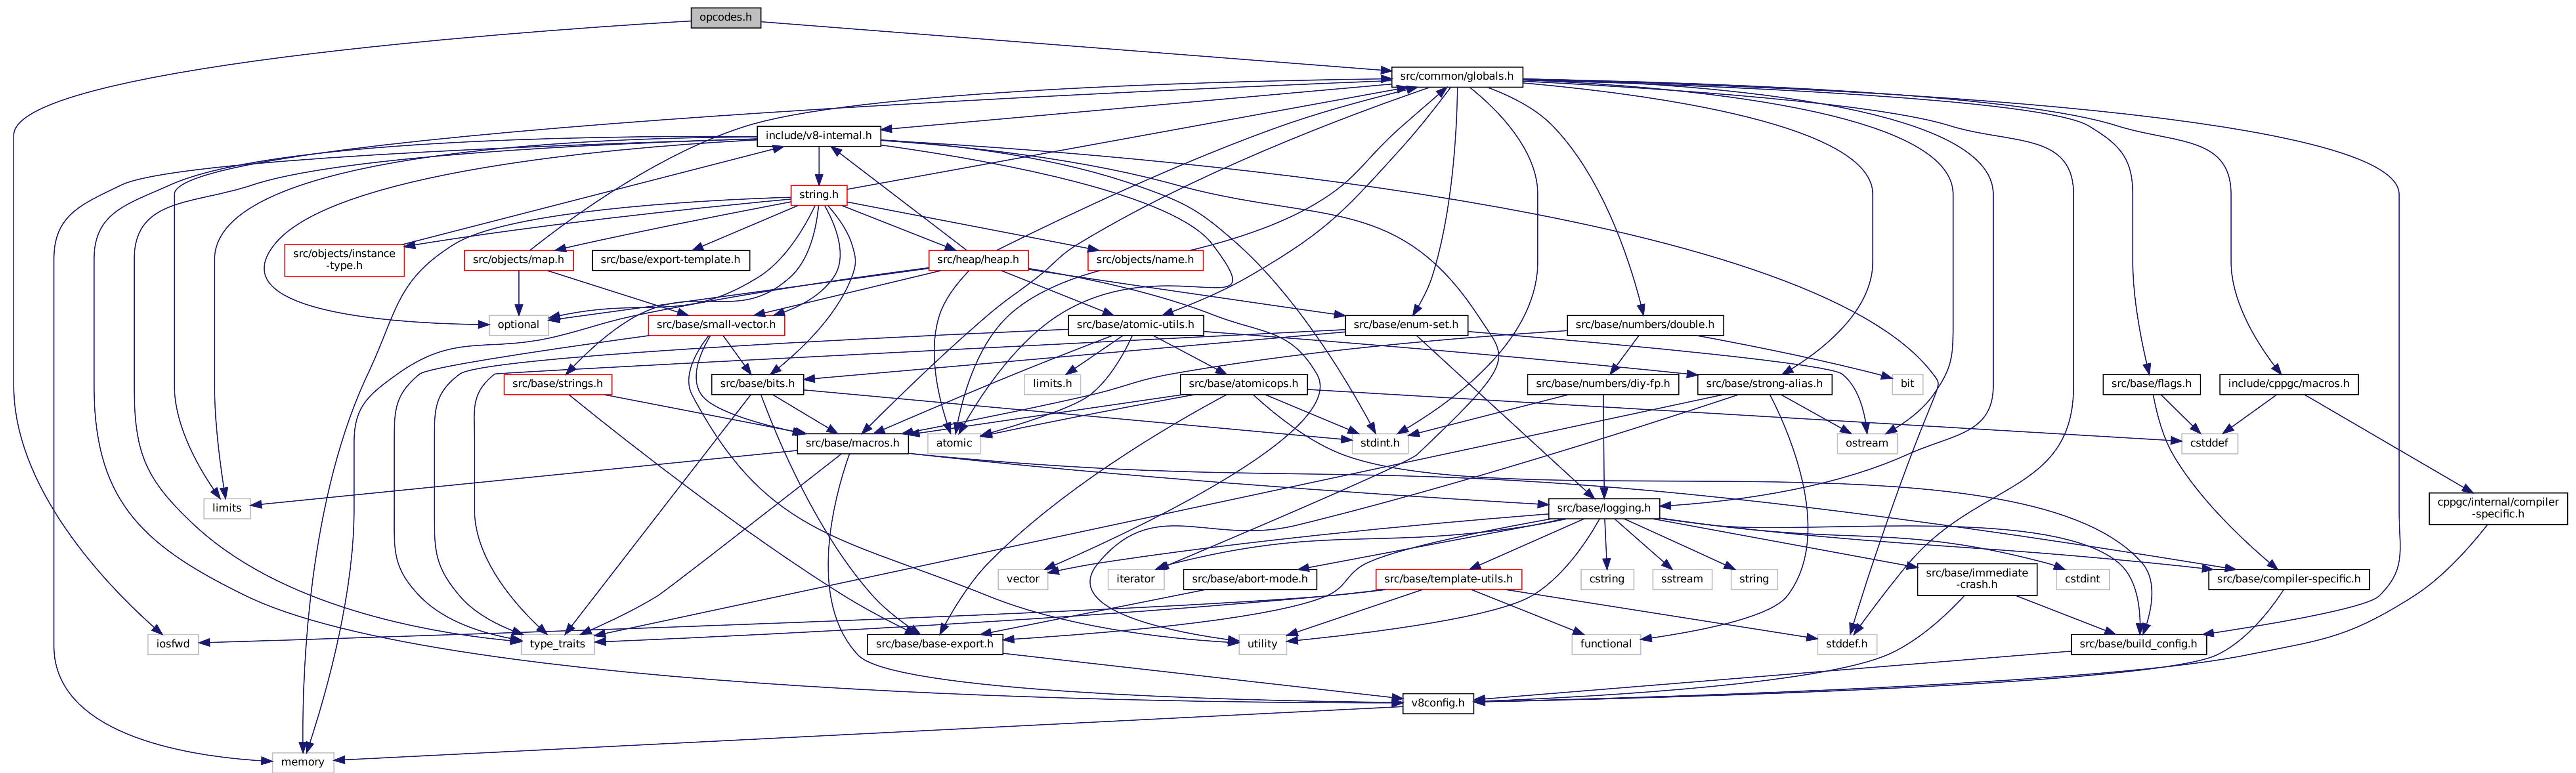 opcodes.h
src/common/globals.h
include/v8-internal.h
string.h
src/objects/instance
-type.h
src/objects/map.h
src/base/export-template.h
src/heap/heap.h
src/objects/name.h
optional
src/base/small-vector.h
src/base/atomic-utils.h
src/base/enum-set.h
src/base/numbers/double.h
src/base/strings.h
src/base/bits.h
limits.h
src/base/atomicops.h
src/base/numbers/diy-fp.h
src/base/strong-alias.h
bit
src/base/flags.h
include/cppgc/macros.h
src/base/macros.h
atomic
stdint.h
ostream
cstddef
limits
src/base/logging.h
cppgc/internal/compiler
-specific.h
vector
iterator
src/base/abort-mode.h
src/base/template-utils.h
cstring
sstream
string
src/base/immediate
-crash.h
cstdint
src/base/compiler-specific.h
iosfwd
type_traits
src/base/base-export.h
utility
functional
stddef.h
src/base/build_config.h
v8config.h
memory